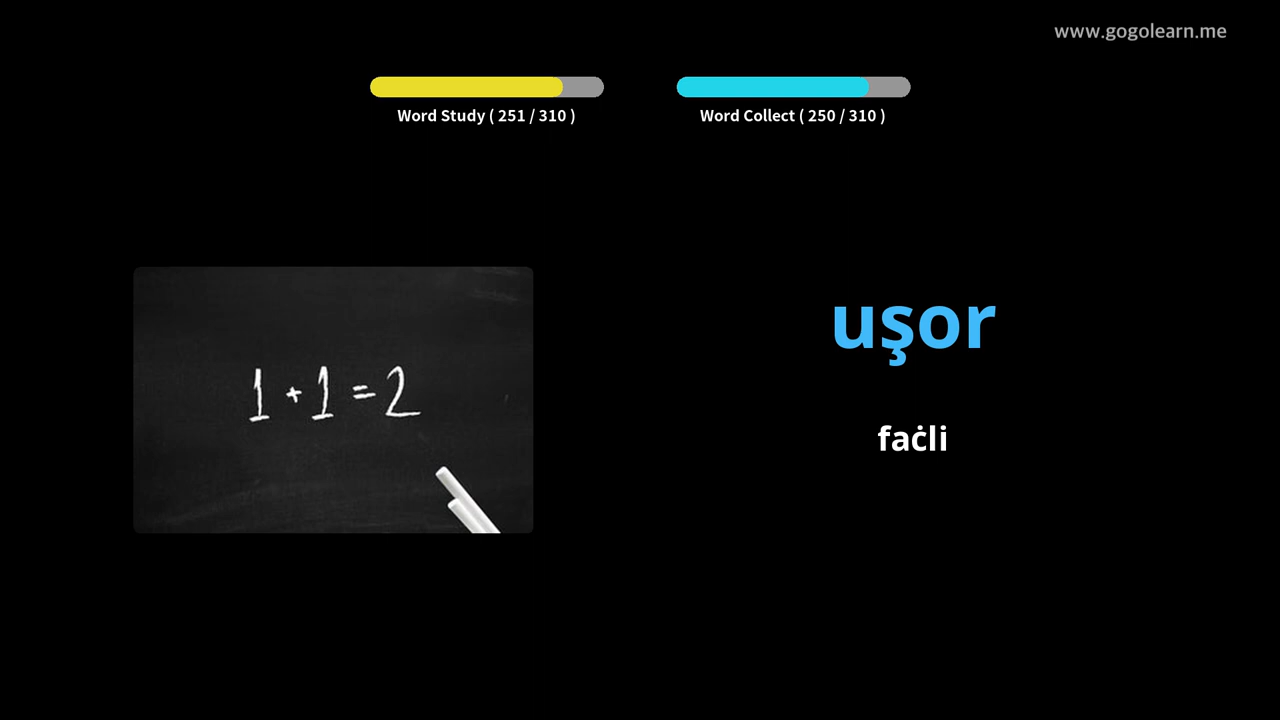 www.gogolearn.me
Word Study ( 251 / 310 )
Word Collect ( 250 / 310 )
1 + 1 = 2
uşor
faċli